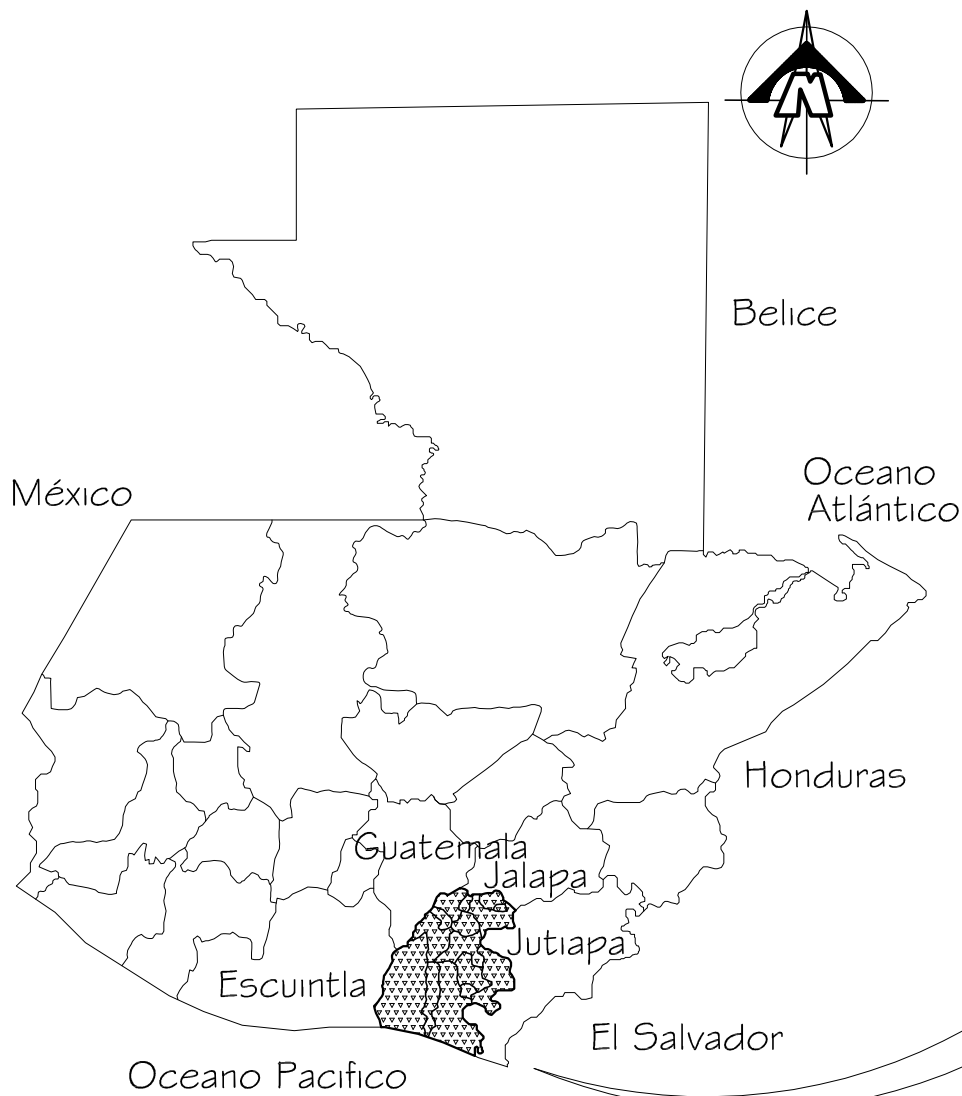 N
Belice
Oceano
Atlántico
México
Honduras
Guatemala
Jalapa
Jutiapa
Escuintla
El Salvador
Oceano Pacifico